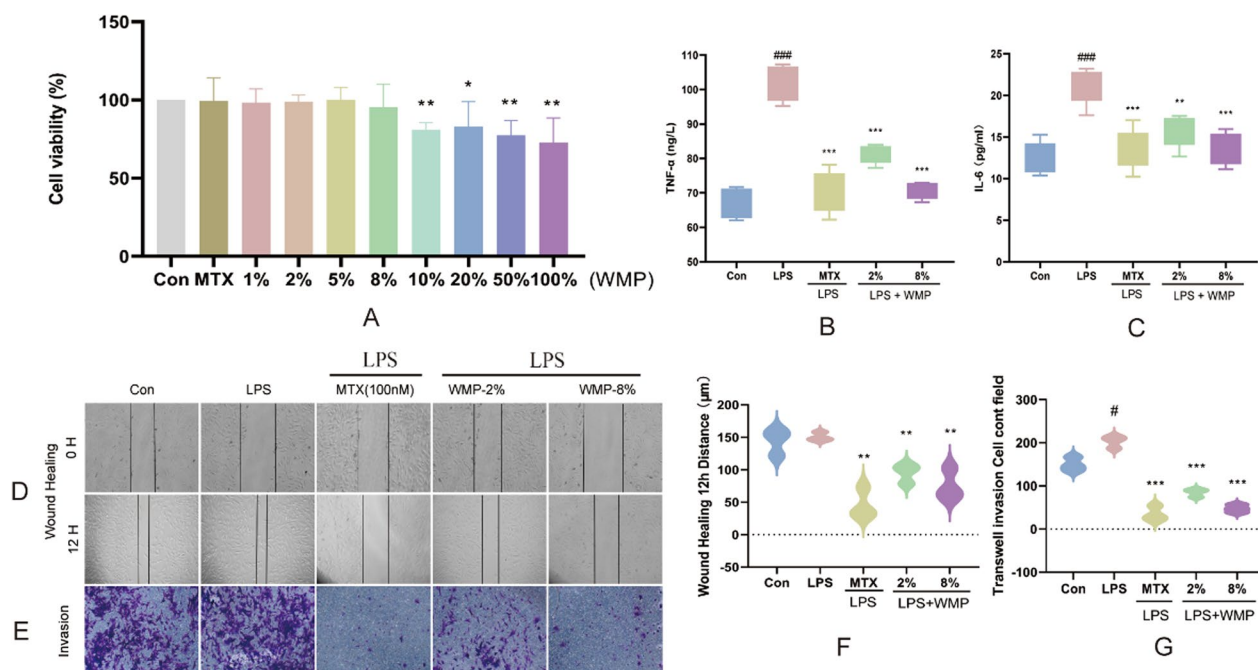 150
100
50
0
Cell viability (%)
** * ** **
Con MTX 1% 2% 5% 8% 10% 20% 50% 100% (WMP)
A
110
100
90
80
70
60
50
TNF-α (ng/L)
###
*** *** ***
Con LPS MTX 2% 8%
LPS LPS + WMP
B
25
20
15
10
5
0
IL-6 (pg/ml)
###
*** ** ***
Con LPS MTX 2% 8%
LPS LPS + WMP
C
LPS LPS
Con LPS MTX(100nM) WMP-2% WMP-8%
D
Wound Healing
0 H
12 H
E
Invasion
200
150
100
50
0
-50
Wound Healing 12h Distance (μm)
** ** **
Con LPS MTX 2% 8%
LPS LPS+WMP
F
300
200
100
0
-100
Transwell invasion Cell cont field
#
*** *** ***
Con LPS MTX 2% 8%
LPS LPS+WMP
G